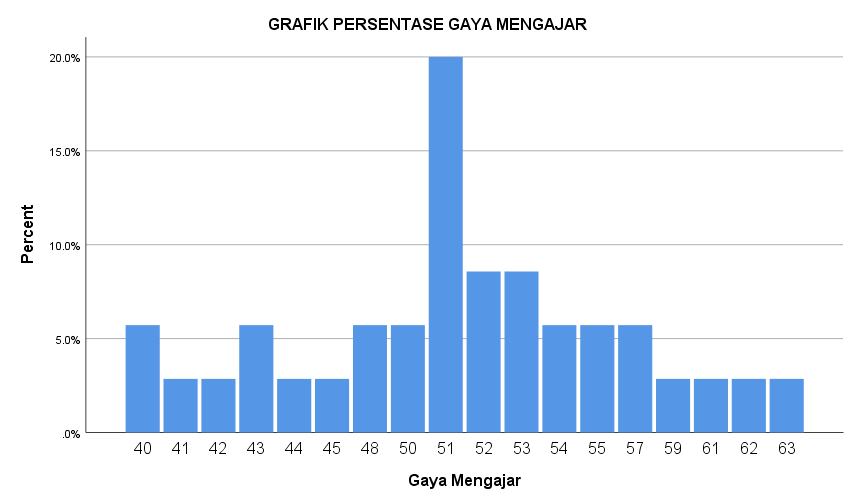 GRAFIK PERSENTASE GAYA MENGAJAR
20.0%
15.0%
10.0%
5.0%
.0%
Percent
40 41 42 43 44 45 48 50 51 52 53 54 55 57 59 61 62 63
Gaya Mengajar